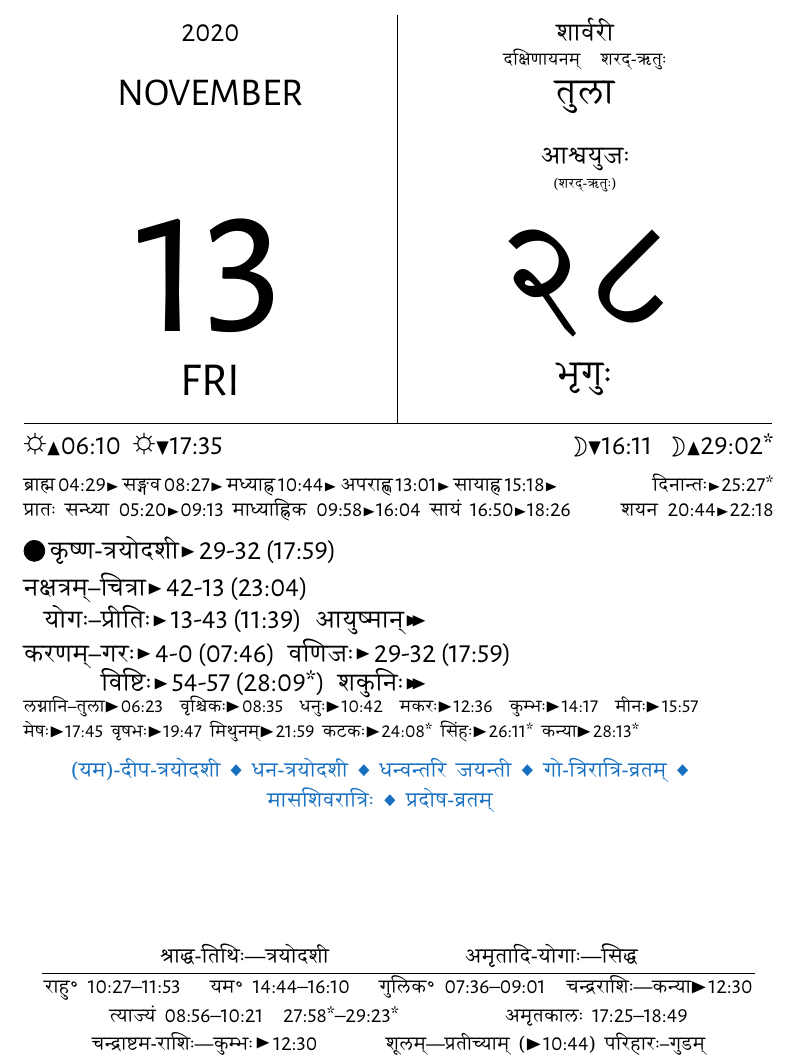 2020
NOVEMBER
13
FRI
शार्वरी
दक्षिणायनम् शरद्-ऋतुः
तुला
आश्वयुजः
(शरद्-ऋतुः)
२८
भृगुः
☼▲06:10 ☼▼17:35 ☽▼16:11 ☽▲29:02*
ब्राह्म 04:29► सङ्गव 08:27► मध्याह्न 10:44► अपराह्ण 13:01► सायाह्न 15:18► दिनान्तः►25:27*
प्रातः सन्ध्या 05:20►09:13 माध्याह्निक 09:58►16:04 सायं 16:50►18:26 शयन 20:44►22:18
●कृष्ण-त्रयोदशी►29-32 (17:59)
नक्षत्रम्–चित्रा►42-13 (23:04)
योगः–प्रीतिः►13-43 (11:39) आयुष्मान्►►
करणम्–गरः►4-0 (07:46) वणिजः►29-32 (17:59)
विष्टिः►54-57 (28:09*) शकुनिः►►
लग्नानि–तुला►06:23 वृश्चिकः►08:35 धनुः►10:42 मकरः►12:36 कुम्भः►14:17 मीनः►15:57
मेषः►17:45 वृषभः►19:47 मिथुनम्►21:59 कटकः►24:08* सिंहः►26:11* कन्या►28:13*
(यम)-दीप-त्रयोदशी ♦ धन-त्रयोदशी ♦ धन्वन्तरि जयन्ती ♦ गो-त्रिरात्रि-व्रतम् ♦
मासशिवरात्रिः ♦ प्रदोष-व्रतम्
श्राद्ध-तिथिः—त्रयोदशी अमृतादि-योगाः—सिद्ध
राहु॰ 10:27–11:53 यम॰ 14:44–16:10 गुलिक॰ 07:36–09:01 चन्द्रराशिः—कन्या►12:30
त्याज्यं 08:56–10:21 27:58*–29:23* अमृतकालः 17:25–18:49
चन्द्राष्टम-राशिः—कुम्भः►12:30 शूलम्—प्रतीच्याम् (►10:44) परिहारः–गुडम्